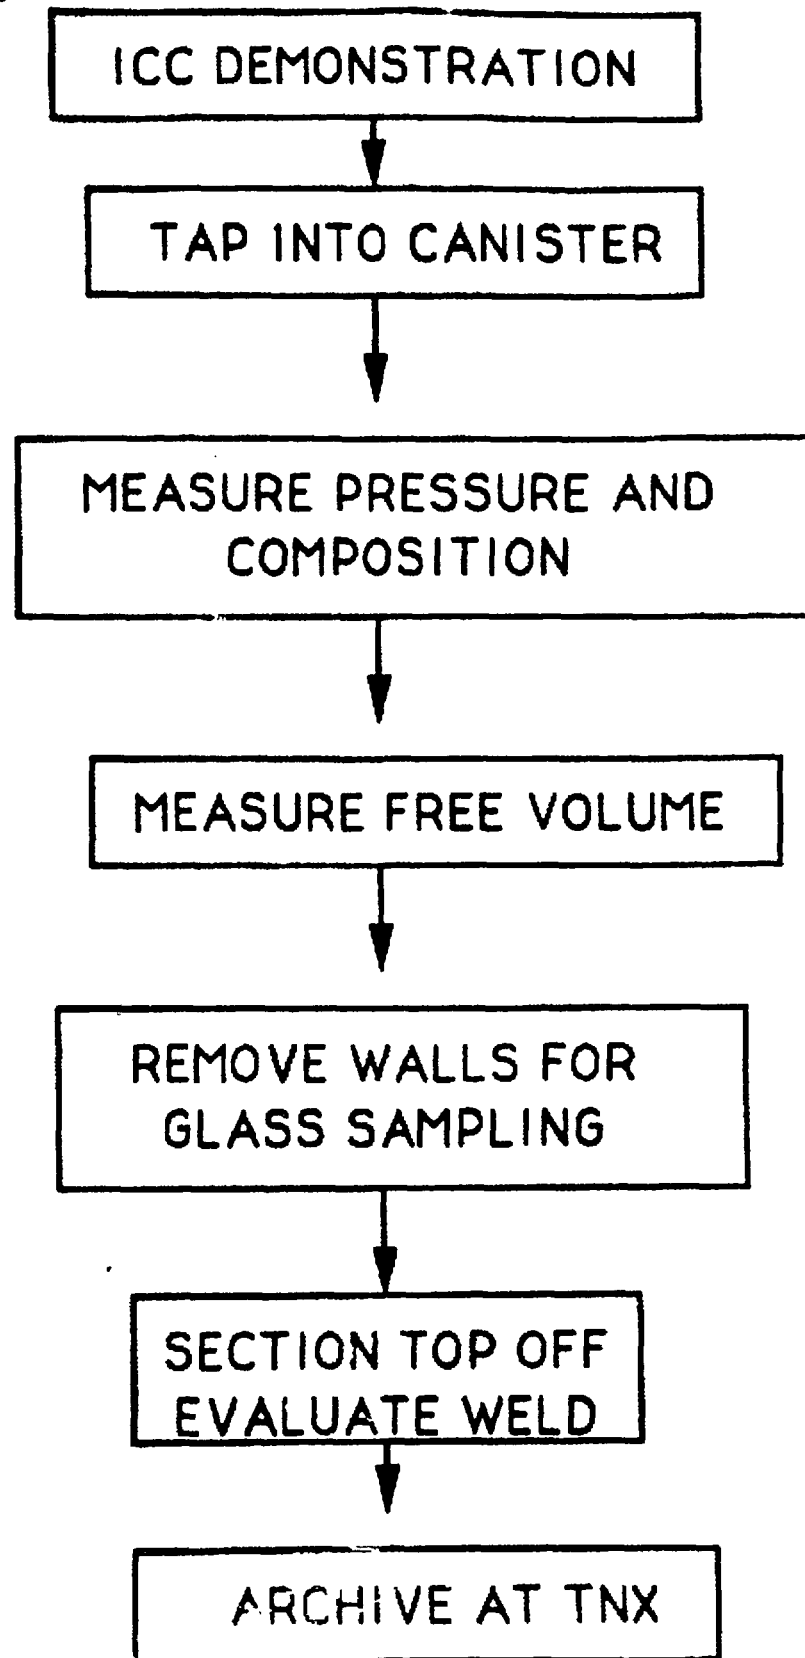 ICC DEMONSTRATION
TAP INTO CANISTER
MEASURE PRESSURE AND
COMPOSITION
MEASURE FREE VOLUME
REMOVE WALLS FOR
GLASS SAMPLING
SECTION TOP OFF
EVALUATE WELD
ARCHIVE AT TNX